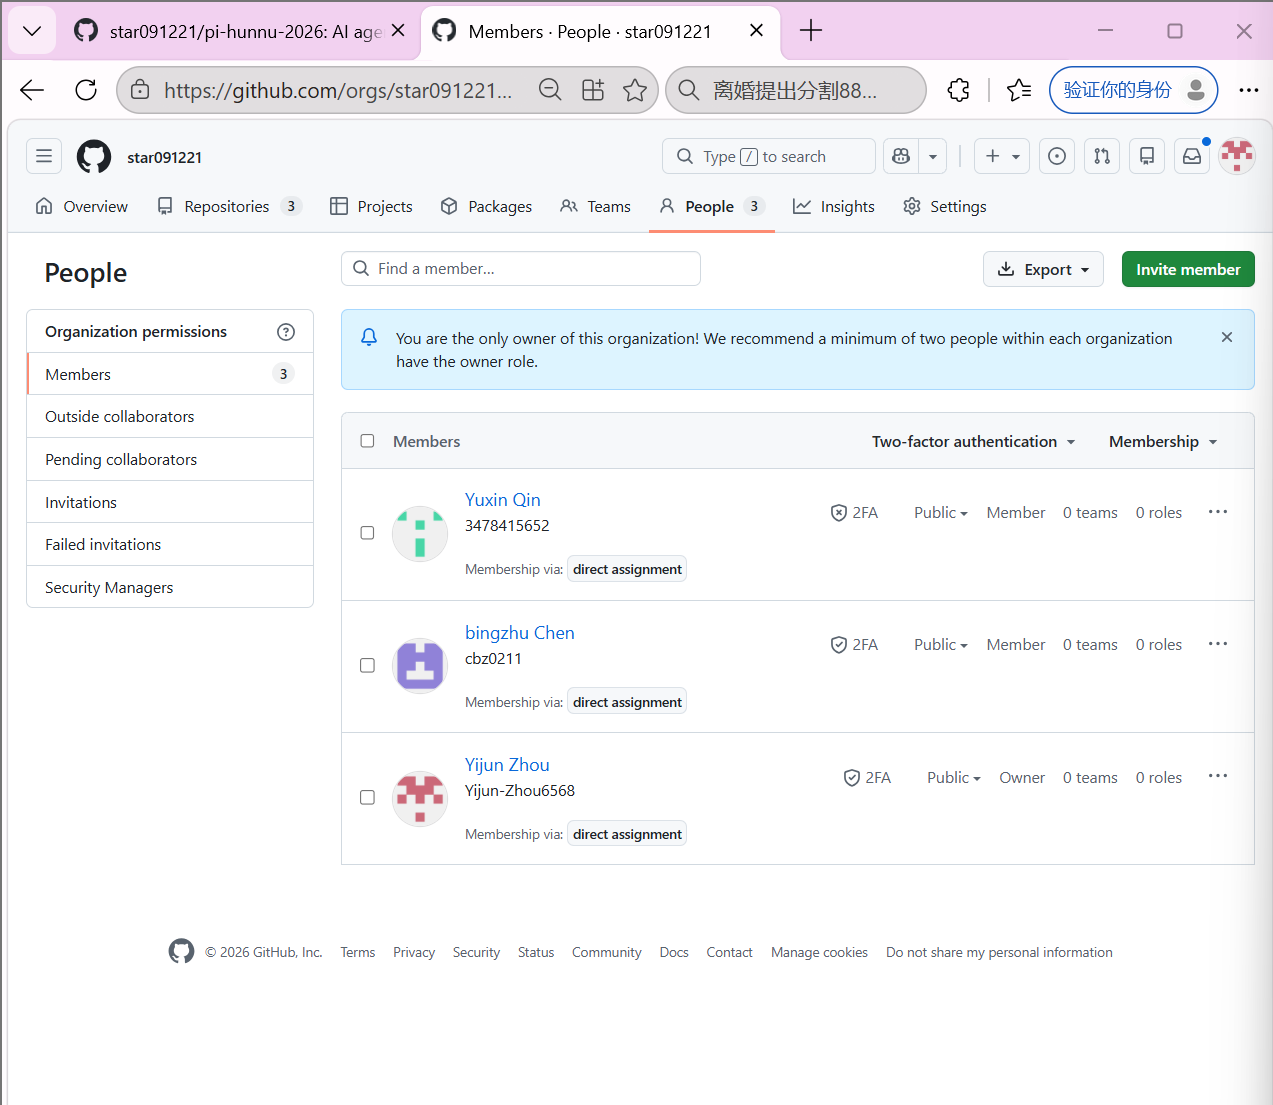 star091221/pi-hunnu-2026: AI age
Members · People · star091221
https://github.com/orgs/star091221...
离婚提出分割88...
验证你的身份
star091221
Type / to search
Overview
Repositories 3
Projects
Packages
Teams
People 3
Insights
Settings
People
Find a member...
Export
Invite member
Organization permissions
Members 3
Outside collaborators
Pending collaborators
Invitations
Failed invitations
Security Managers
You are the only owner of this organization! We recommend a minimum of two people within each organization
have the owner role.
Members
Two-factor authentication
Membership
Yuxin Qin
3478415652
Membership via: direct assignment
2FA
Public
Member
0 teams
0 roles
bingzhu Chen
cbz0211
Membership via: direct assignment
2FA
Public
Member
0 teams
0 roles
Yijun Zhou
Yijun-Zhou6568
Membership via: direct assignment
2FA
Public
Owner
0 teams
0 roles
© 2026 GitHub, Inc.
Terms
Privacy
Security
Status
Community
Docs
Contact
Manage cookies
Do not share my personal information